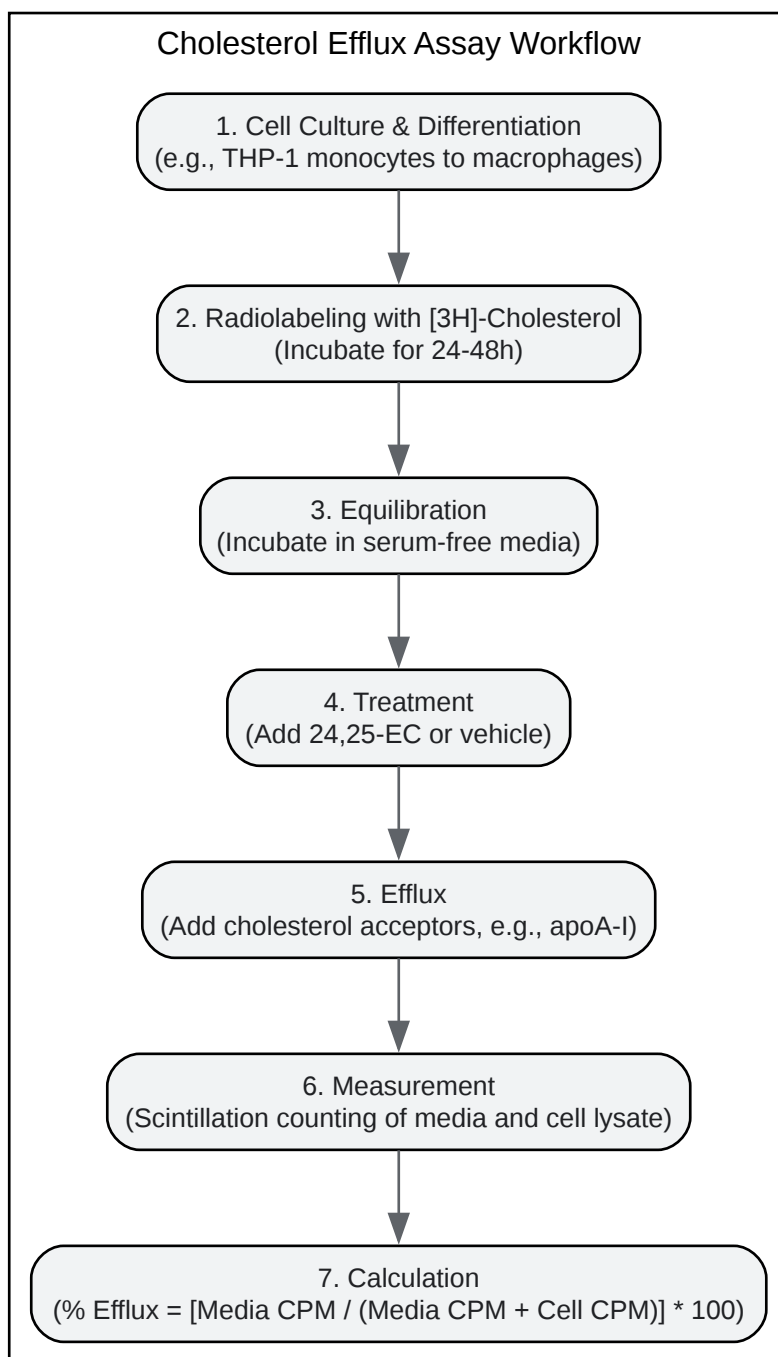 Cholesterol Efflux Assay Workflow
1. Cell Culture & Differentiation
(e.g., THP-1 monocytes to macrophages)
2. Radiolabeling with [3H]-Cholesterol
(Incubate for 24-48h)
3. Equilibration
(Incubate in serum-free media)
4. Treatment
(Add 24,25-EC or vehicle)
5. Efflux
(Add cholesterol acceptors, e.g., apoA-I)
6. Measurement
(Scintillation counting of media and cell lysate)
7. Calculation
(% Efflux = [Media CPM / (Media CPM + Cell CPM)] * 100)